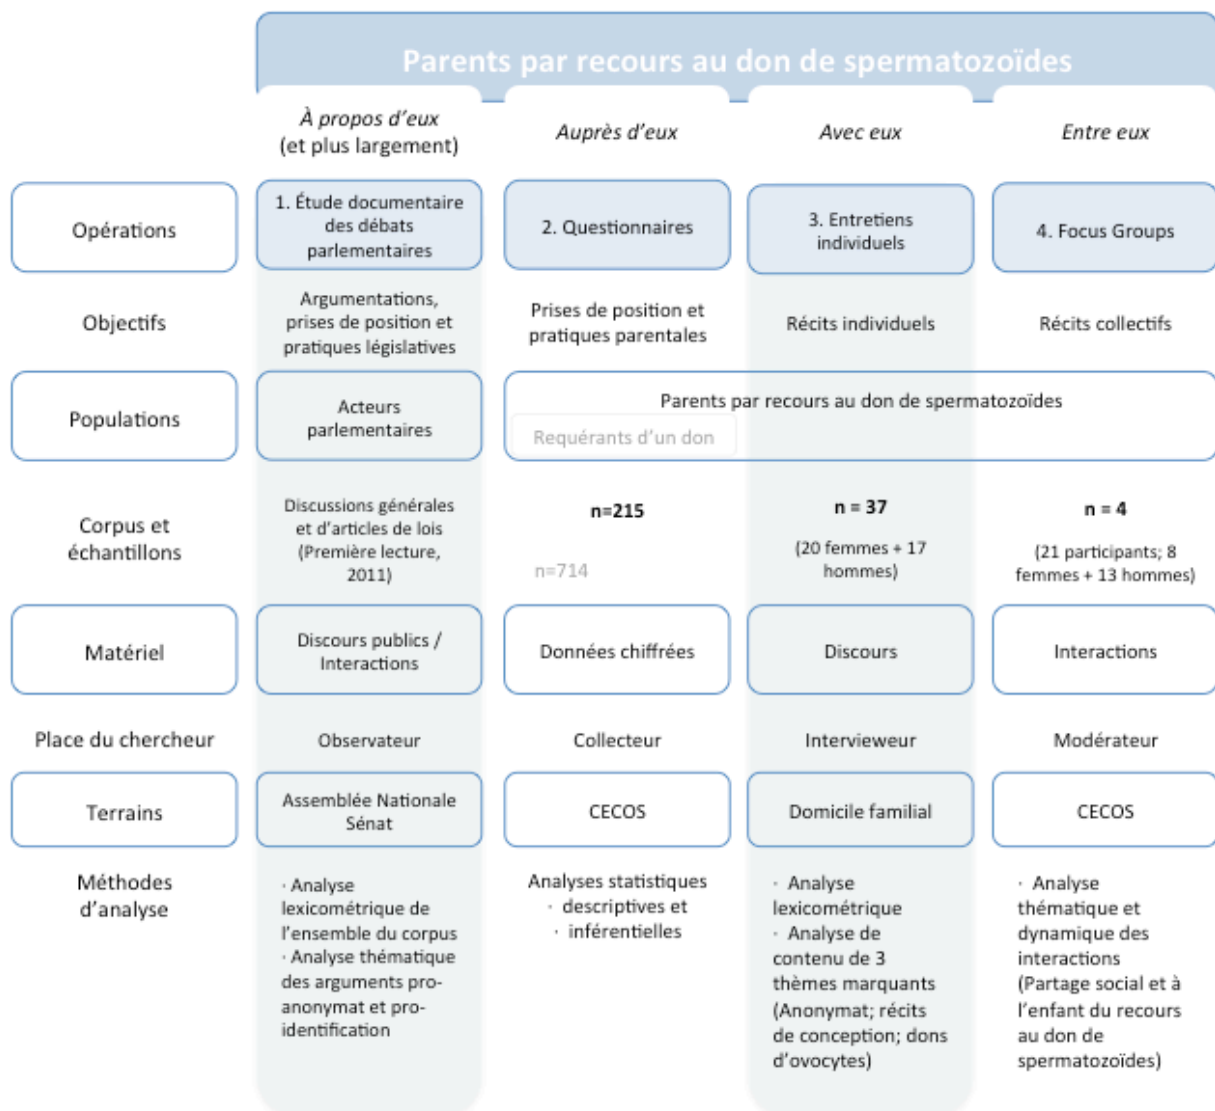 Parents par recours au don de spermatozoïdes
À propos d'eux
(et plus largement)
Auprès d'eux
Avec eux
Entre eux
Opérations
1. Étude documentaire
des débats
parlementaires
2. Questionnaires
3. Entretiens
individuels
4. Focus Groups
Objectifs
Argumentations,
prises de position et
pratiques législatives
Prises de position et
pratiques parentales
Récits individuels
Récits collectifs
Populations
Acteurs
parlementaires
Parents par recours au don de spermatozoïdes
Requérants d'un don
Corpus et
échantillons
Discussions générales
et d'articles de lois
(Première lecture,
2011)
n=215
n=714
n = 37
(20 femmes + 17
hommes)
n = 4
(21 participants; 8
femmes + 13 hommes)
Matériel
Discours publics /
Interactions
Données chiffrées
Discours
Interactions
Place du chercheur
Observateur
Collecteur
Intervieweur
Modérateur
Terrains
Assemblée Nationale
Sénat
CECOS
Domicile familial
CECOS
Méthodes
d'analyse
· Analyse
lexicométrique de
l'ensemble du corpus
· Analyse thématique
des arguments pro-
anonymat et pro-
identification
Analyses statistiques
· descriptives et
· inférentielles
· Analyse
lexicométrique
· Analyse de
contenu de 3
thèmes marquants
(Anonymat; récits
de conception; dons
d'ovocytes)
· Analyse
thématique et
dynamique des
interactions
(Partage social et à
l'enfant du recours
au don de
spermatozoïdes)